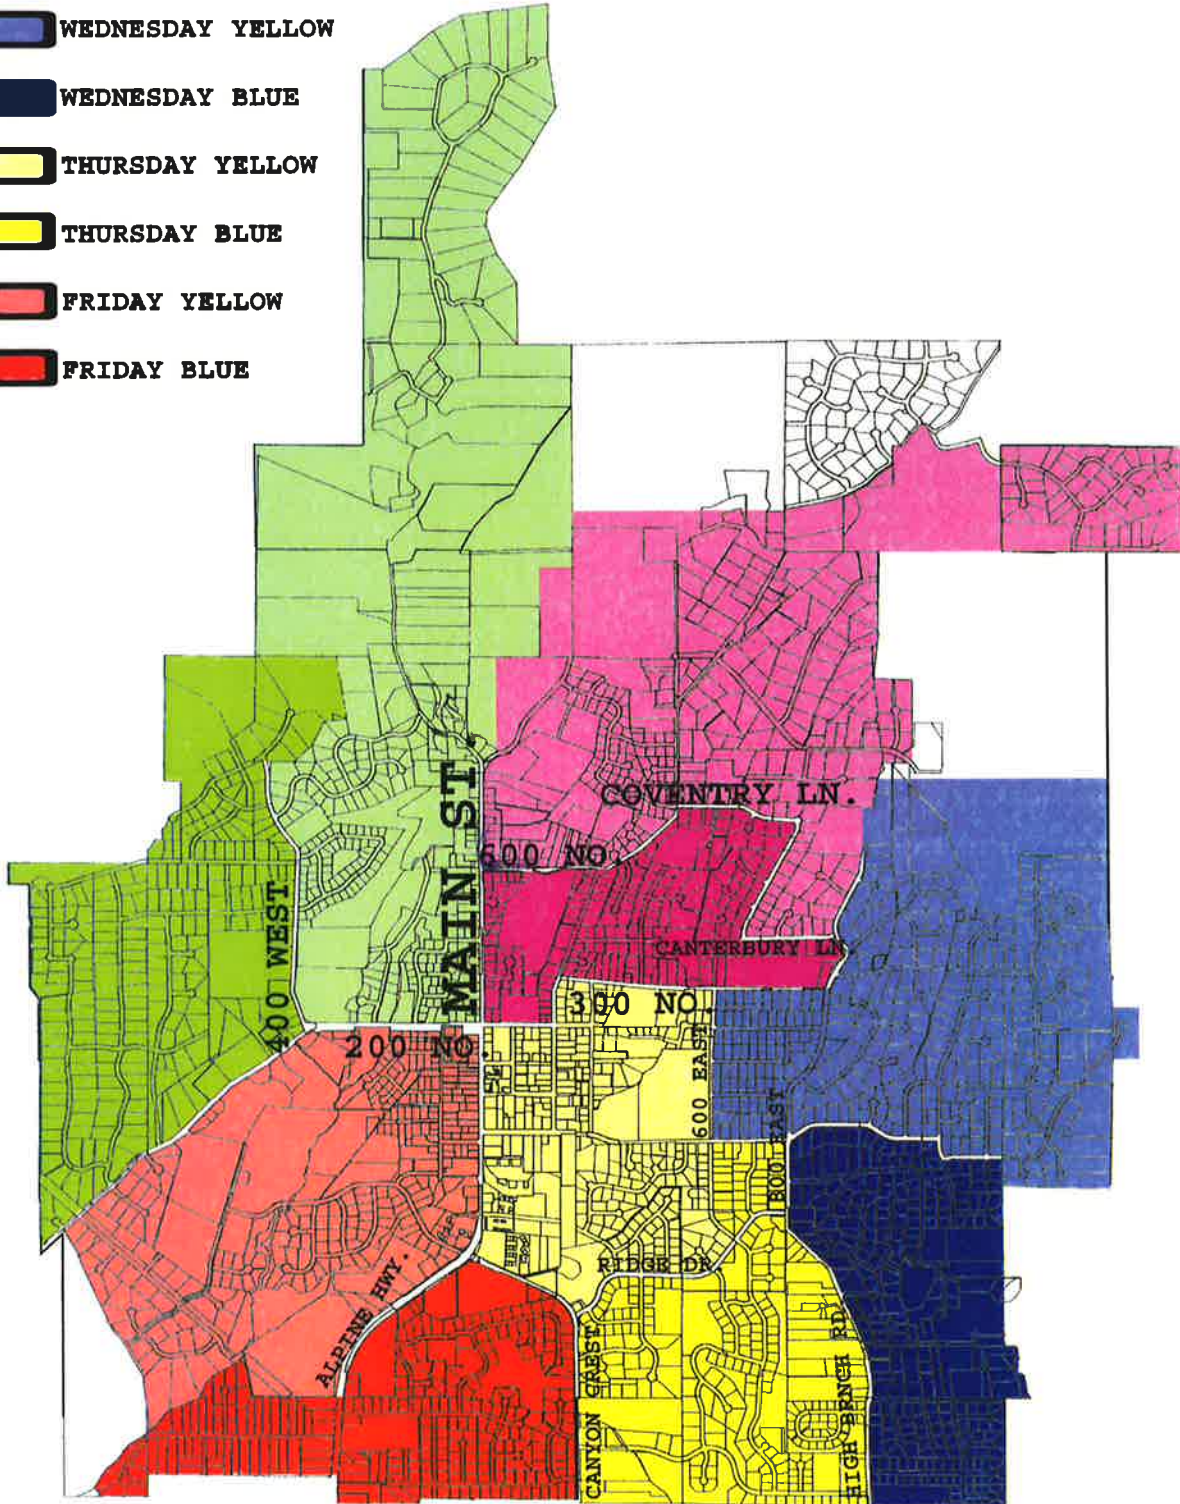 WEDNESDAY YELLOW
WEDNESDAY BLUE
THURSDAY YELLOW
THURSDAY BLUE
FRIDAY YELLOW
FRIDAY BLUE
MAIN ST
COVENTRY LN.
600 NO.
400 WEST
CANTERBURY LN.
300 NO.
200 NO.
600 EAST
800 EAST
RIDGE DR.
ALPINE HWY.
CANYON CREST
HIGH BENCH RD.